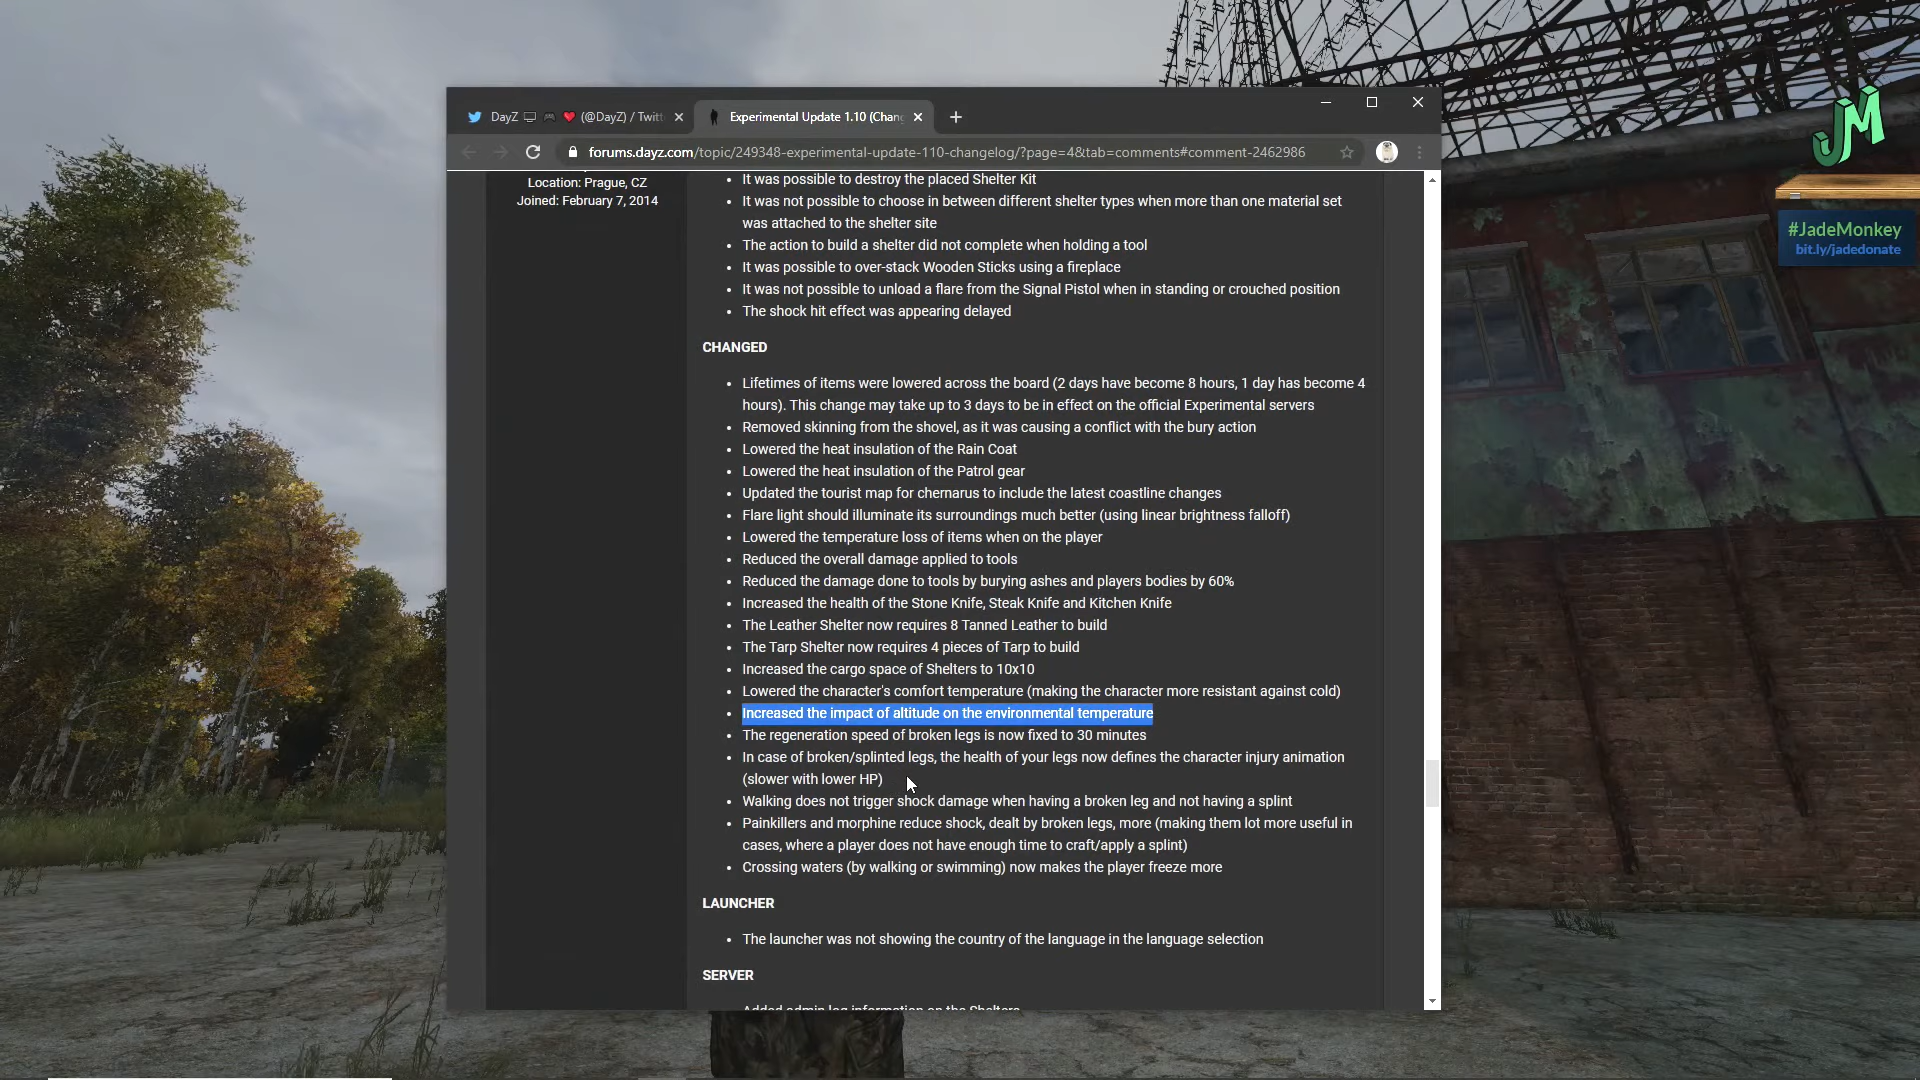 DayZ (@DayZ) / Twitt
Experimental Update 1.10 (Chang
forums.dayz.com/topic/249348-experimental-update-110-changelog/?page=4&tab=comments#comment-2462986
JM
#JadeMonkey
bit.ly/jadedonate
Location: Prague, CZ
Joined: February 7, 2014
• It was possible to destroy the placed Shelter Kit
• It was not possible to choose in between different shelter types when more than one material set
was attached to the shelter site
• The action to build a shelter did not complete when holding a tool
• It was possible to over-stack Wooden Sticks using a fireplace
• It was not possible to unload a flare from the Signal Pistol when in standing or crouched position
• The shock hit effect was appearing delayed
CHANGED
• Lifetimes of items were lowered across the board (2 days have become 8 hours, 1 day has become 4
hours). This change may take up to 3 days to be in effect on the official Experimental servers
• Removed skinning from the shovel, as it was causing a conflict with the bury action
• Lowered the heat insulation of the Rain Coat
• Lowered the heat insulation of the Patrol gear
• Updated the tourist map for chernarus to include the latest coastline changes
• Flare light should illuminate its surroundings much better (using linear brightness falloff)
• Lowered the temperature loss of items when on the player
• Reduced the overall damage applied to tools
• Reduced the damage done to tools by burying ashes and players bodies by 60%
• Increased the health of the Stone Knife, Steak Knife and Kitchen Knife
• The Leather Shelter now requires 8 Tanned Leather to build
• The Tarp Shelter now requires 4 pieces of Tarp to build
• Increased the cargo space of Shelters to 10x10
• Lowered the character's comfort temperature (making the character more resistant against cold)
• Increased the impact of altitude on the environmental temperature
• The regeneration speed of broken legs is now fixed to 30 minutes
• In case of broken/splinted legs, the health of your legs now defines the character injury animation
(slower with lower HP)
• Walking does not trigger shock damage when having a broken leg and not having a splint
• Painkillers and morphine reduce shock, dealt by broken legs, more (making them lot more useful in
cases, where a player does not have enough time to craft/apply a splint)
• Crossing waters (by walking or swimming) now makes the player freeze more
LAUNCHER
• The launcher was not showing the country of the language in the language selection
SERVER
Added admin log information on the Shelters